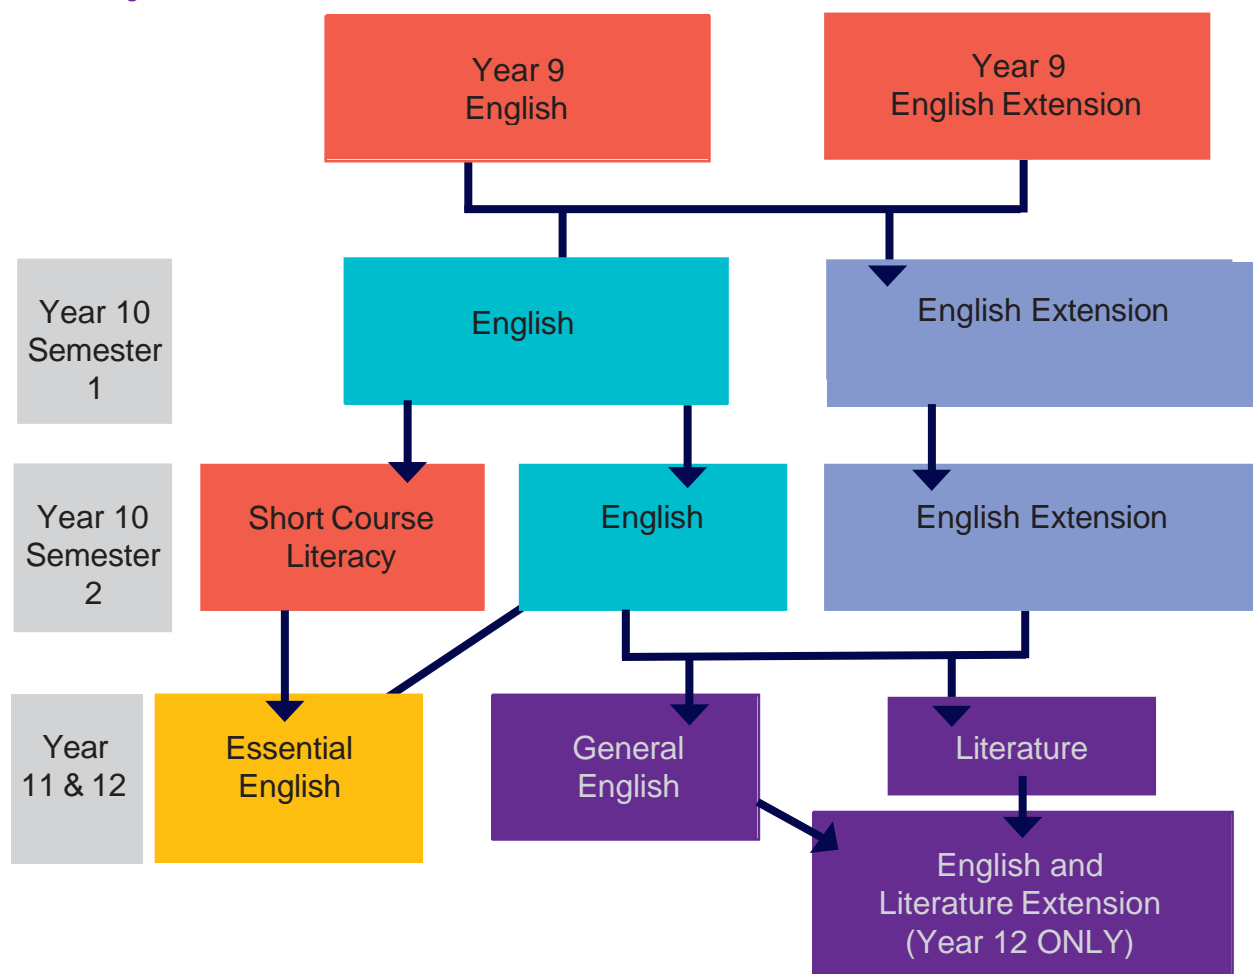 Year 9
English
Year 9
English Extension
Year 10
Semester
1
English
English Extension
Year 10
Semester
2
Short Course
Literacy
English
English Extension
Year
11 & 12
Essential
English
General
English
Literature
English and
Literature Extension
(Year 12 ONLY)